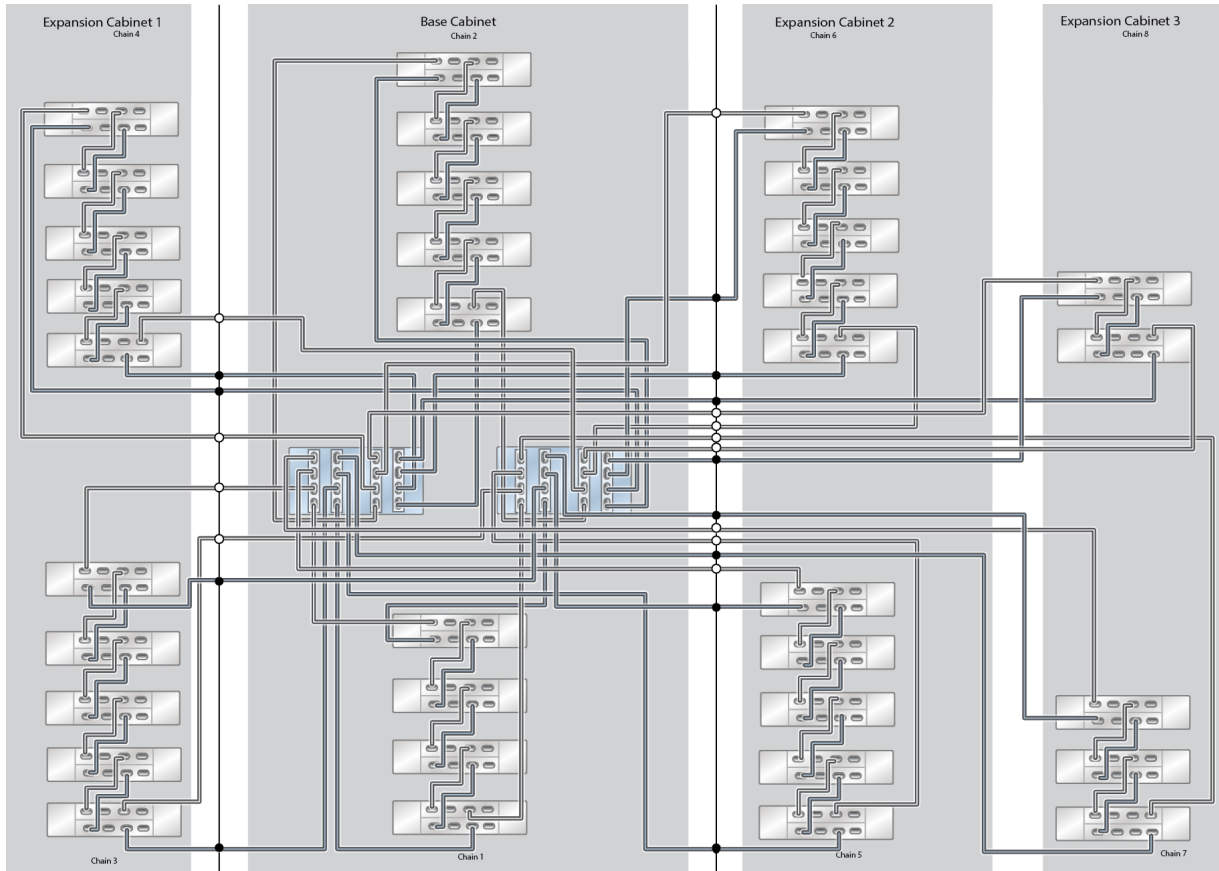 Expansion Cabinet 1
Chain 4
Base Cabinet
Chain 2
Expansion Cabinet 2
Chain 6
Expansion Cabinet 3
Chain 8
Chain 3
Chain 1
Chain 5
Chain 7